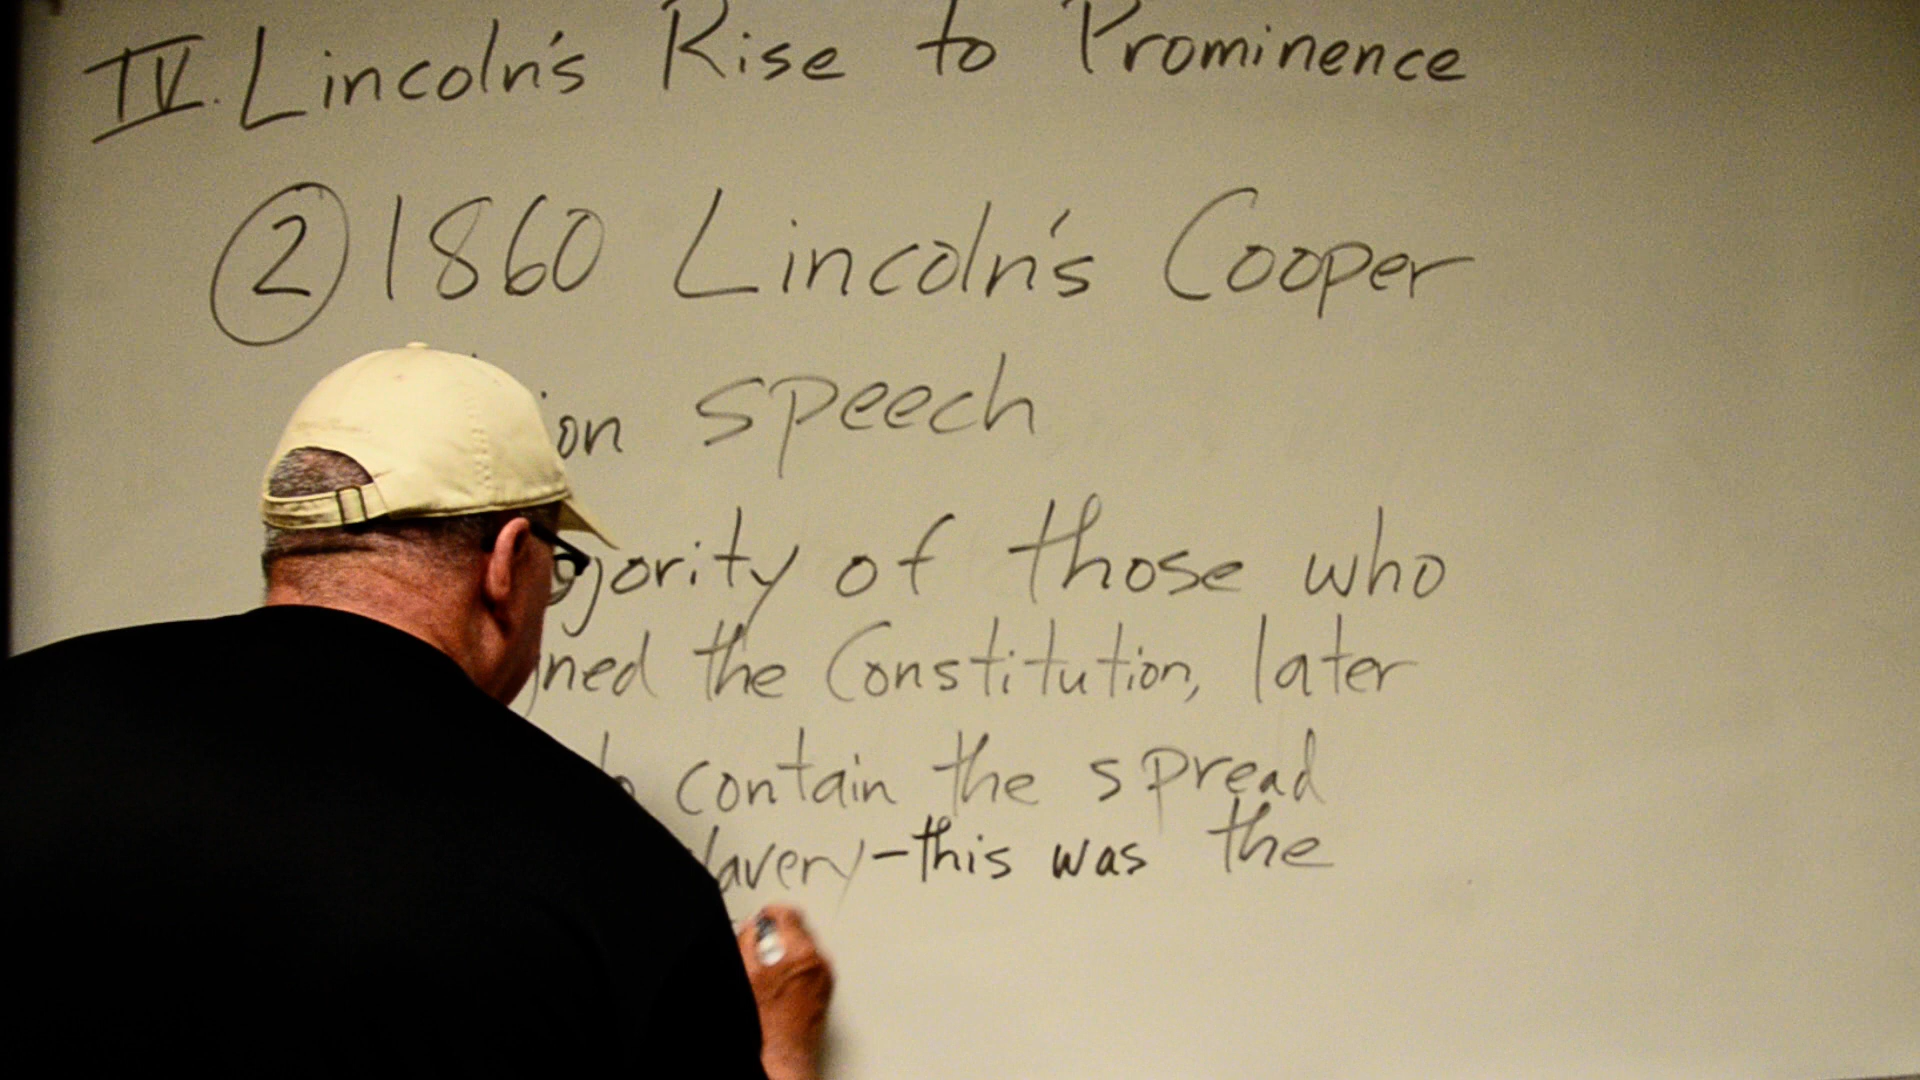 IV. Lincoln's Rise to Prominence
② 1860 Lincoln's Cooper
speech
of those who
the Constitution, later
contain the spread
-this was the